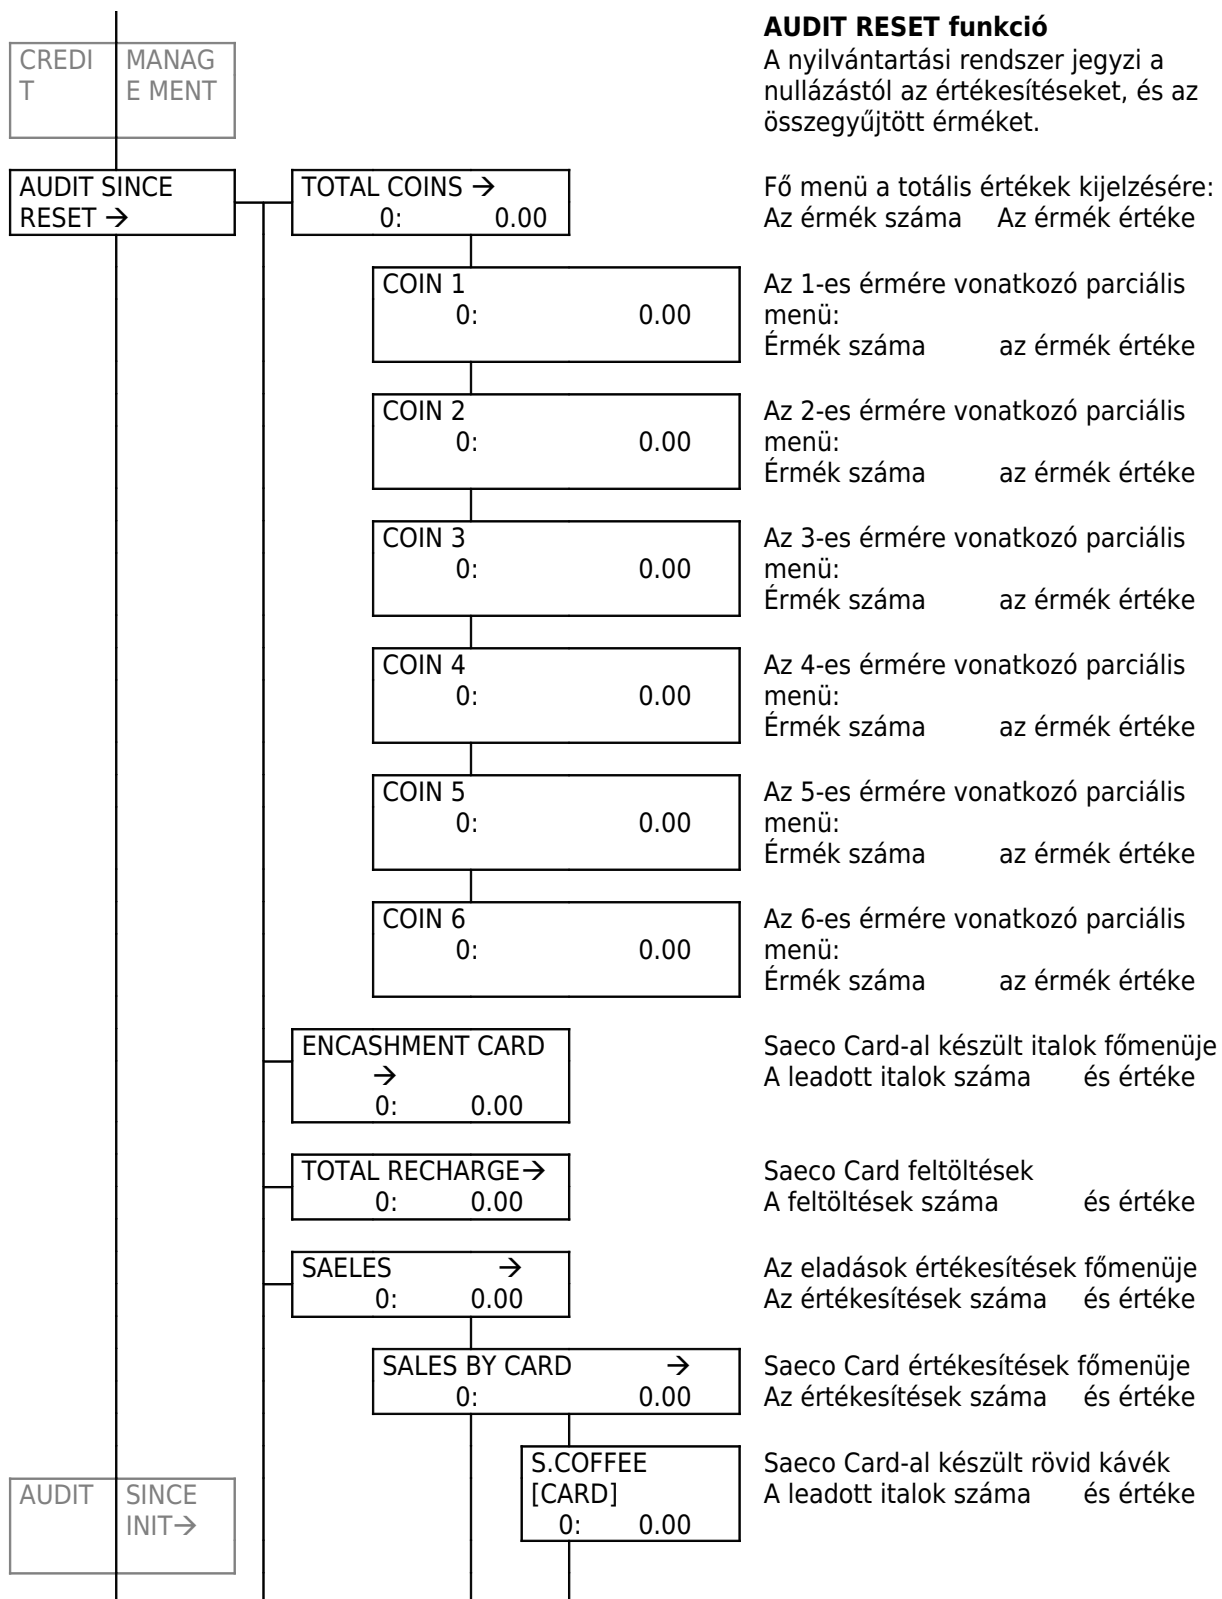 AUDIT RESET funkció
CREDI MANAG
T E MENT
A nyilvántartási rendszer jegyzi a
nullázástól az értékesítéseket, és az
összegyűjtött érméket.
AUDIT SINCE
RESET →
TOTAL COINS →
0: 0.00
Fő menü a totális értékek kijelzésére:
Az érmék száma Az érmék értéke
COIN 1
0: 0.00
Az 1-es érmére vonatkozó parciális
menü:
Érmék száma az érmék értéke
COIN 2
0: 0.00
Az 2-es érmére vonatkozó parciális
menü:
Érmék száma az érmék értéke
COIN 3
0: 0.00
Az 3-es érmére vonatkozó parciális
menü:
Érmék száma az érmék értéke
COIN 4
0: 0.00
Az 4-es érmére vonatkozó parciális
menü:
Érmék száma az érmék értéke
COIN 5
0: 0.00
Az 5-es érmére vonatkozó parciális
menü:
Érmék száma az érmék értéke
COIN 6
0: 0.00
Az 6-es érmére vonatkozó parciális
menü:
Érmék száma az érmék értéke
ENCASHMENT CARD
→
0: 0.00
Saeco Card-al készült italok főmenüje
A leadott italok száma és értéke
TOTAL RECHARGE→
0: 0.00
Saeco Card feltöltések
A feltöltések száma és értéke
SAELES →
0: 0.00
Az eladások értékesítések főmenüje
Az értékesítések száma és értéke
SALES BY CARD →
0: 0.00
Saeco Card értékesítések főmenüje
Az értékesítések száma és értéke
S.COFFEE
[CARD]
0: 0.00
Saeco Card-al készült rövid kávék
A leadott italok száma és értéke
AUDIT SINCE
INIT→